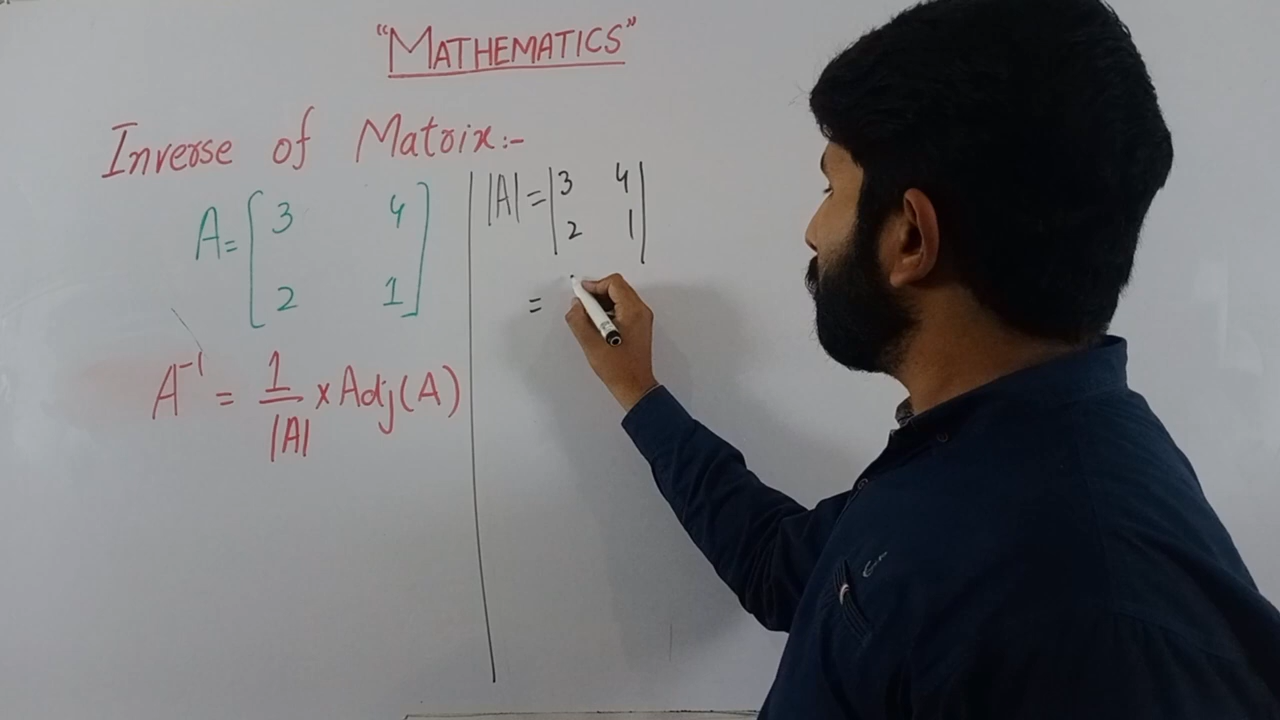 "MATHEMATICS"
Inverse of Matrix:-
A= [ 3 4
2 1 ]
A⁻¹ = 1/|A| × Adj(A)
|A| = | 3 4 |
| 2 1 |
=